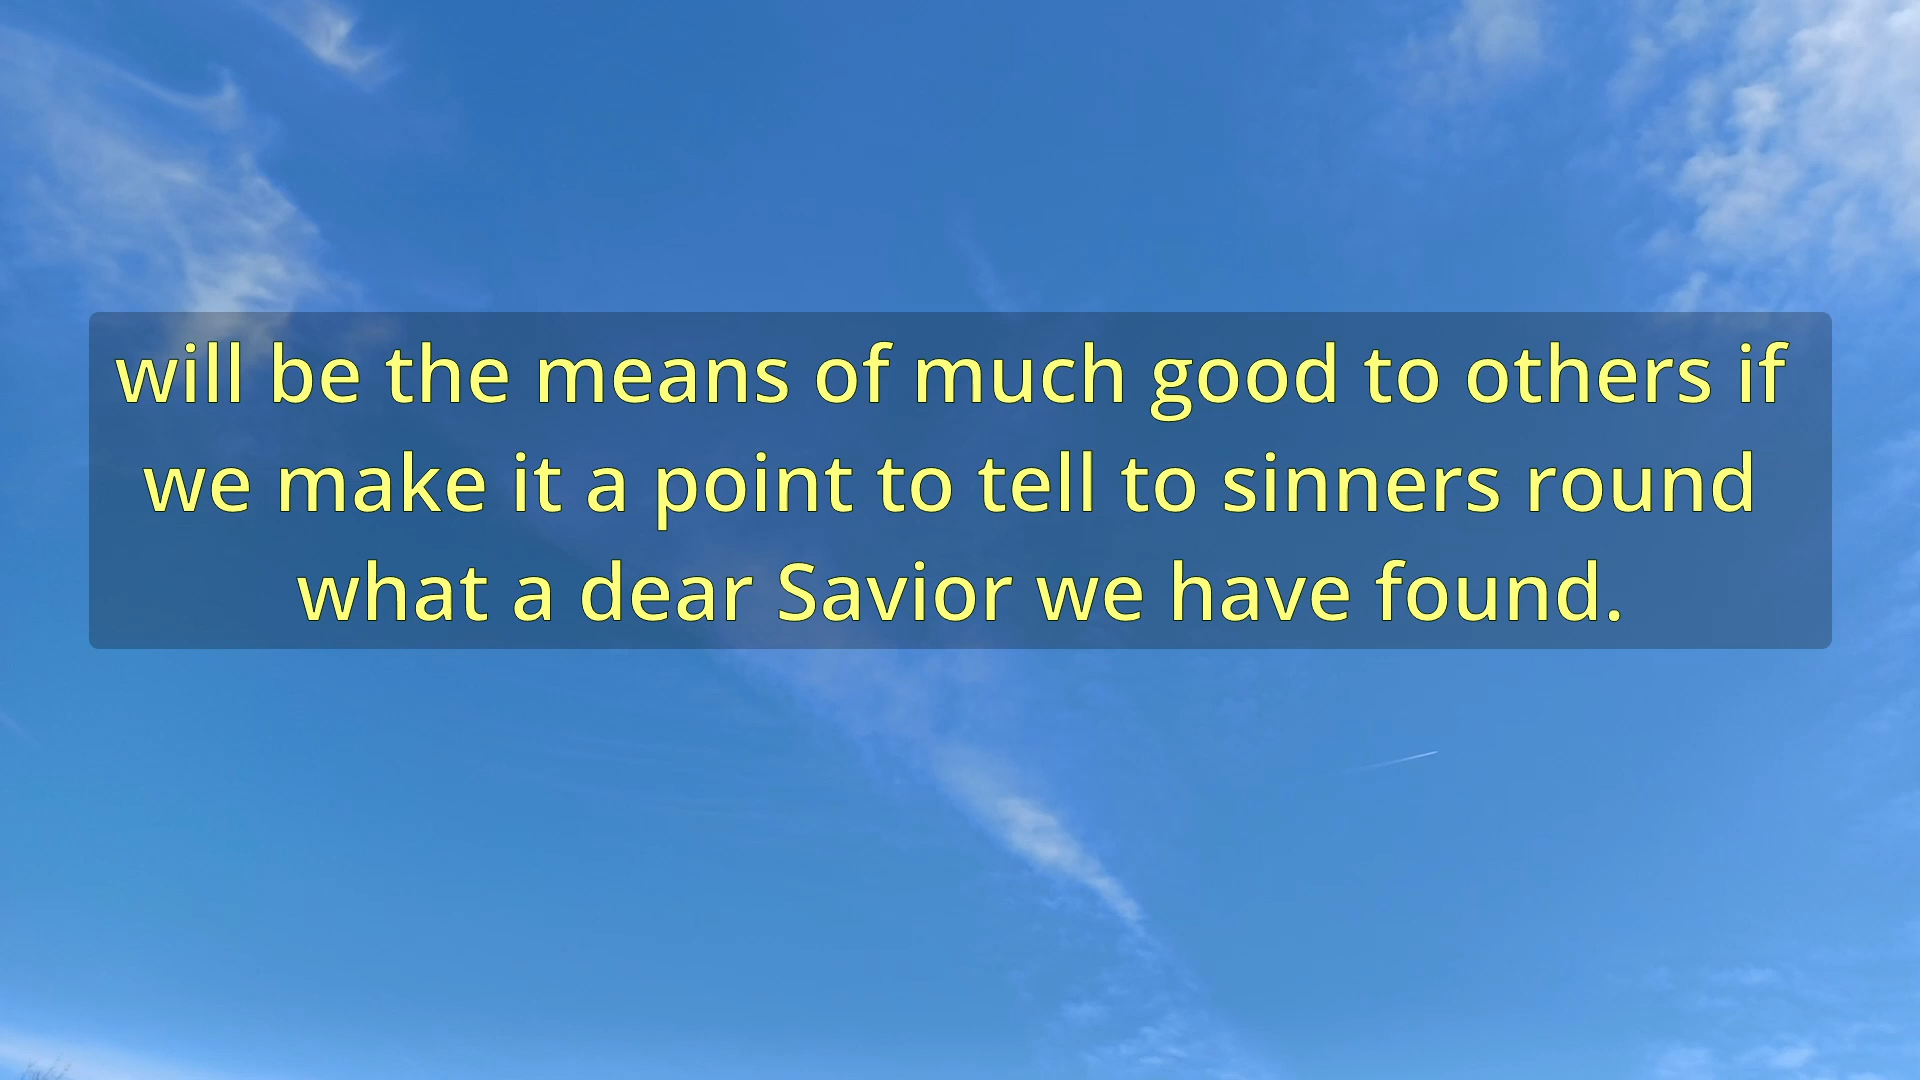 will be the means of much good to others if
we make it a point to tell to sinners round
what a dear Savior we have found.